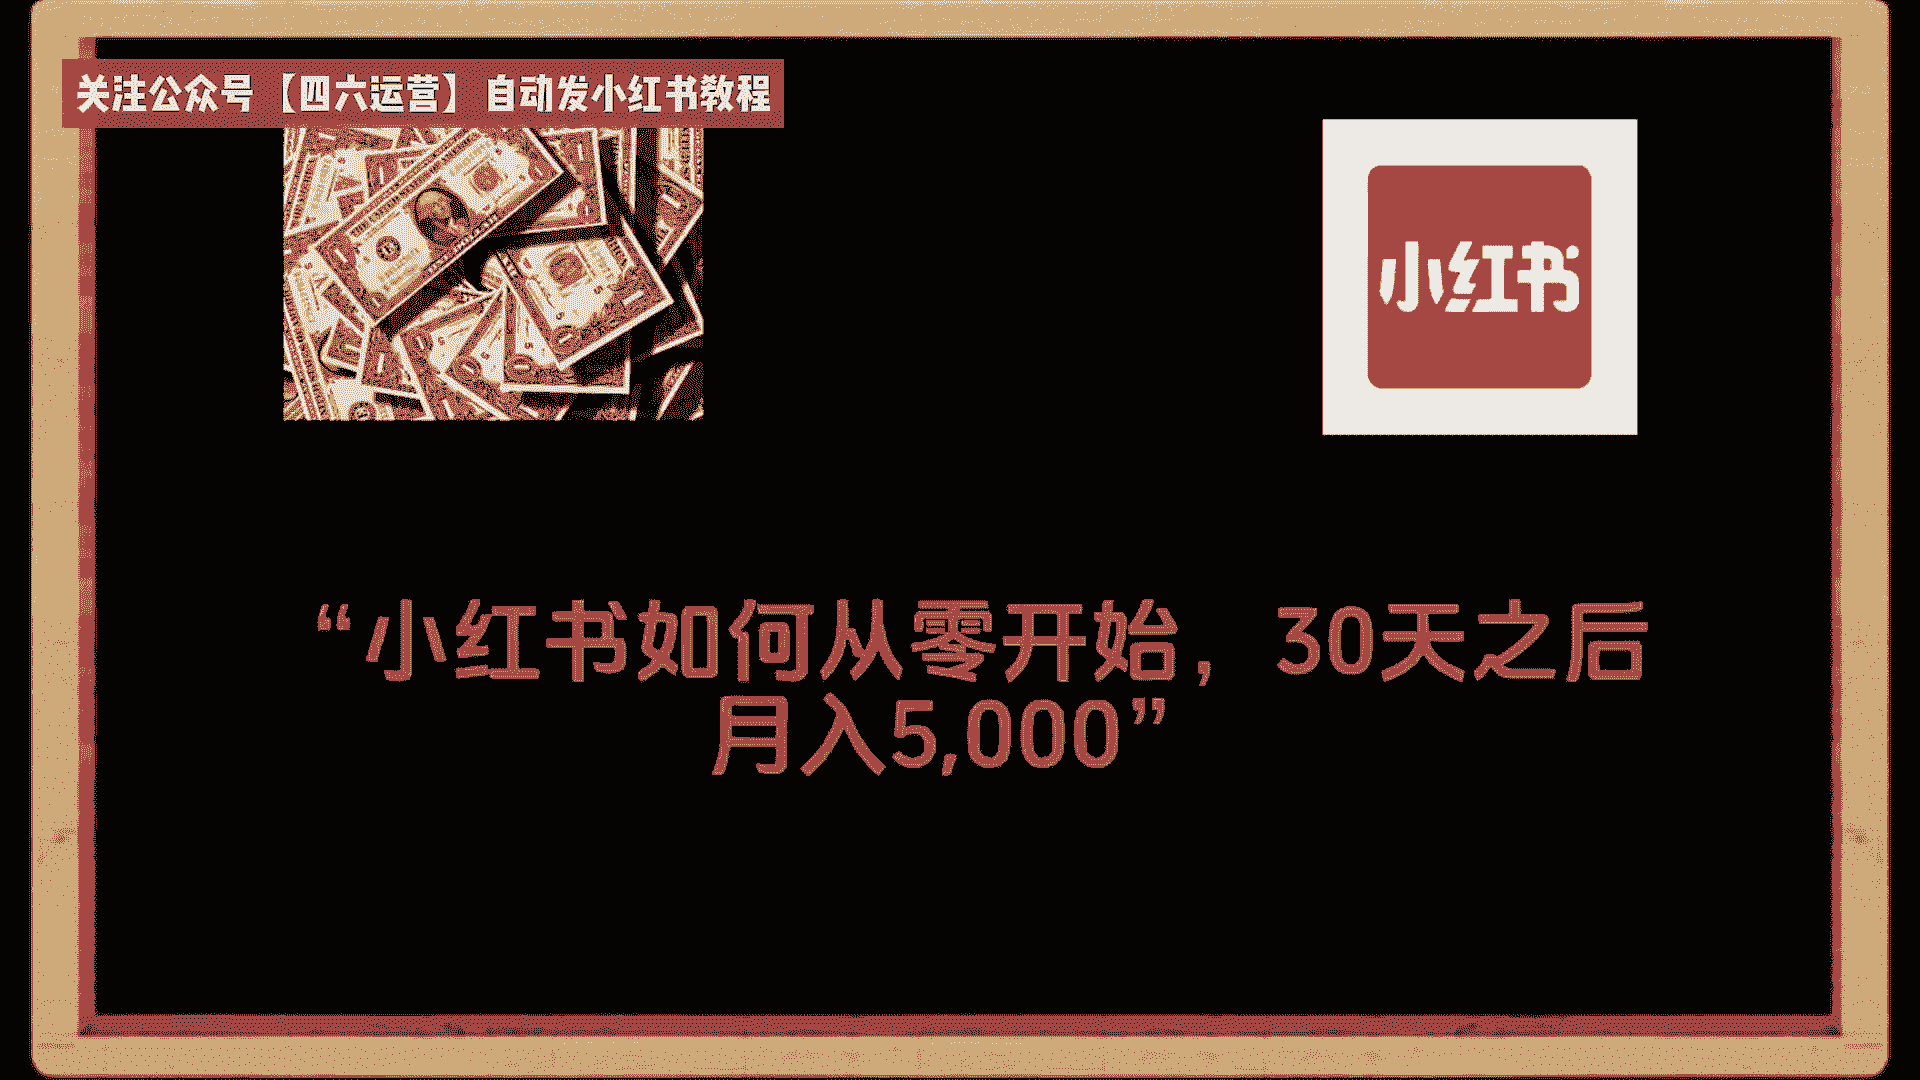 关注公众号【四六运营】自动发小红书教程
小红书
“小红书如何从零开始，30天之后
月入5,000”